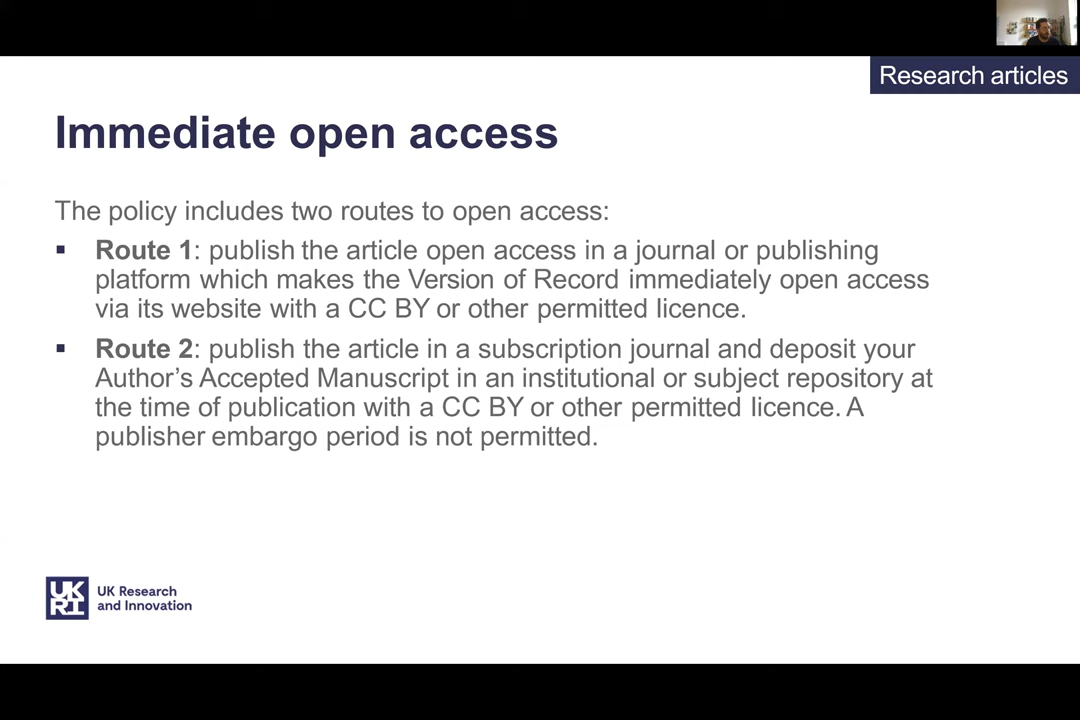 Research articles
Immediate open access
The policy includes two routes to open access:
▪ Route 1: publish the article open access in a journal or publishing
platform which makes the Version of Record immediately open access
via its website with a CC BY or other permitted licence.
▪ Route 2: publish the article in a subscription journal and deposit your
Author's Accepted Manuscript in an institutional or subject repository at
the time of publication with a CC BY or other permitted licence. A
publisher embargo period is not permitted.
UK
RI
UK Research
and Innovation